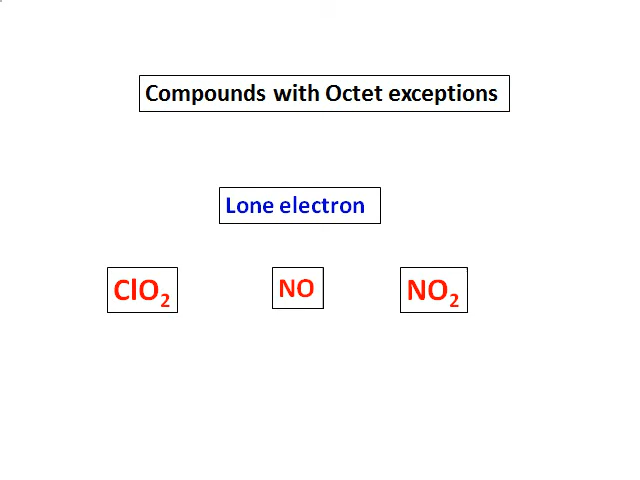 Compounds with Octet exceptions
Lone electron
ClO₂ NO NO₂